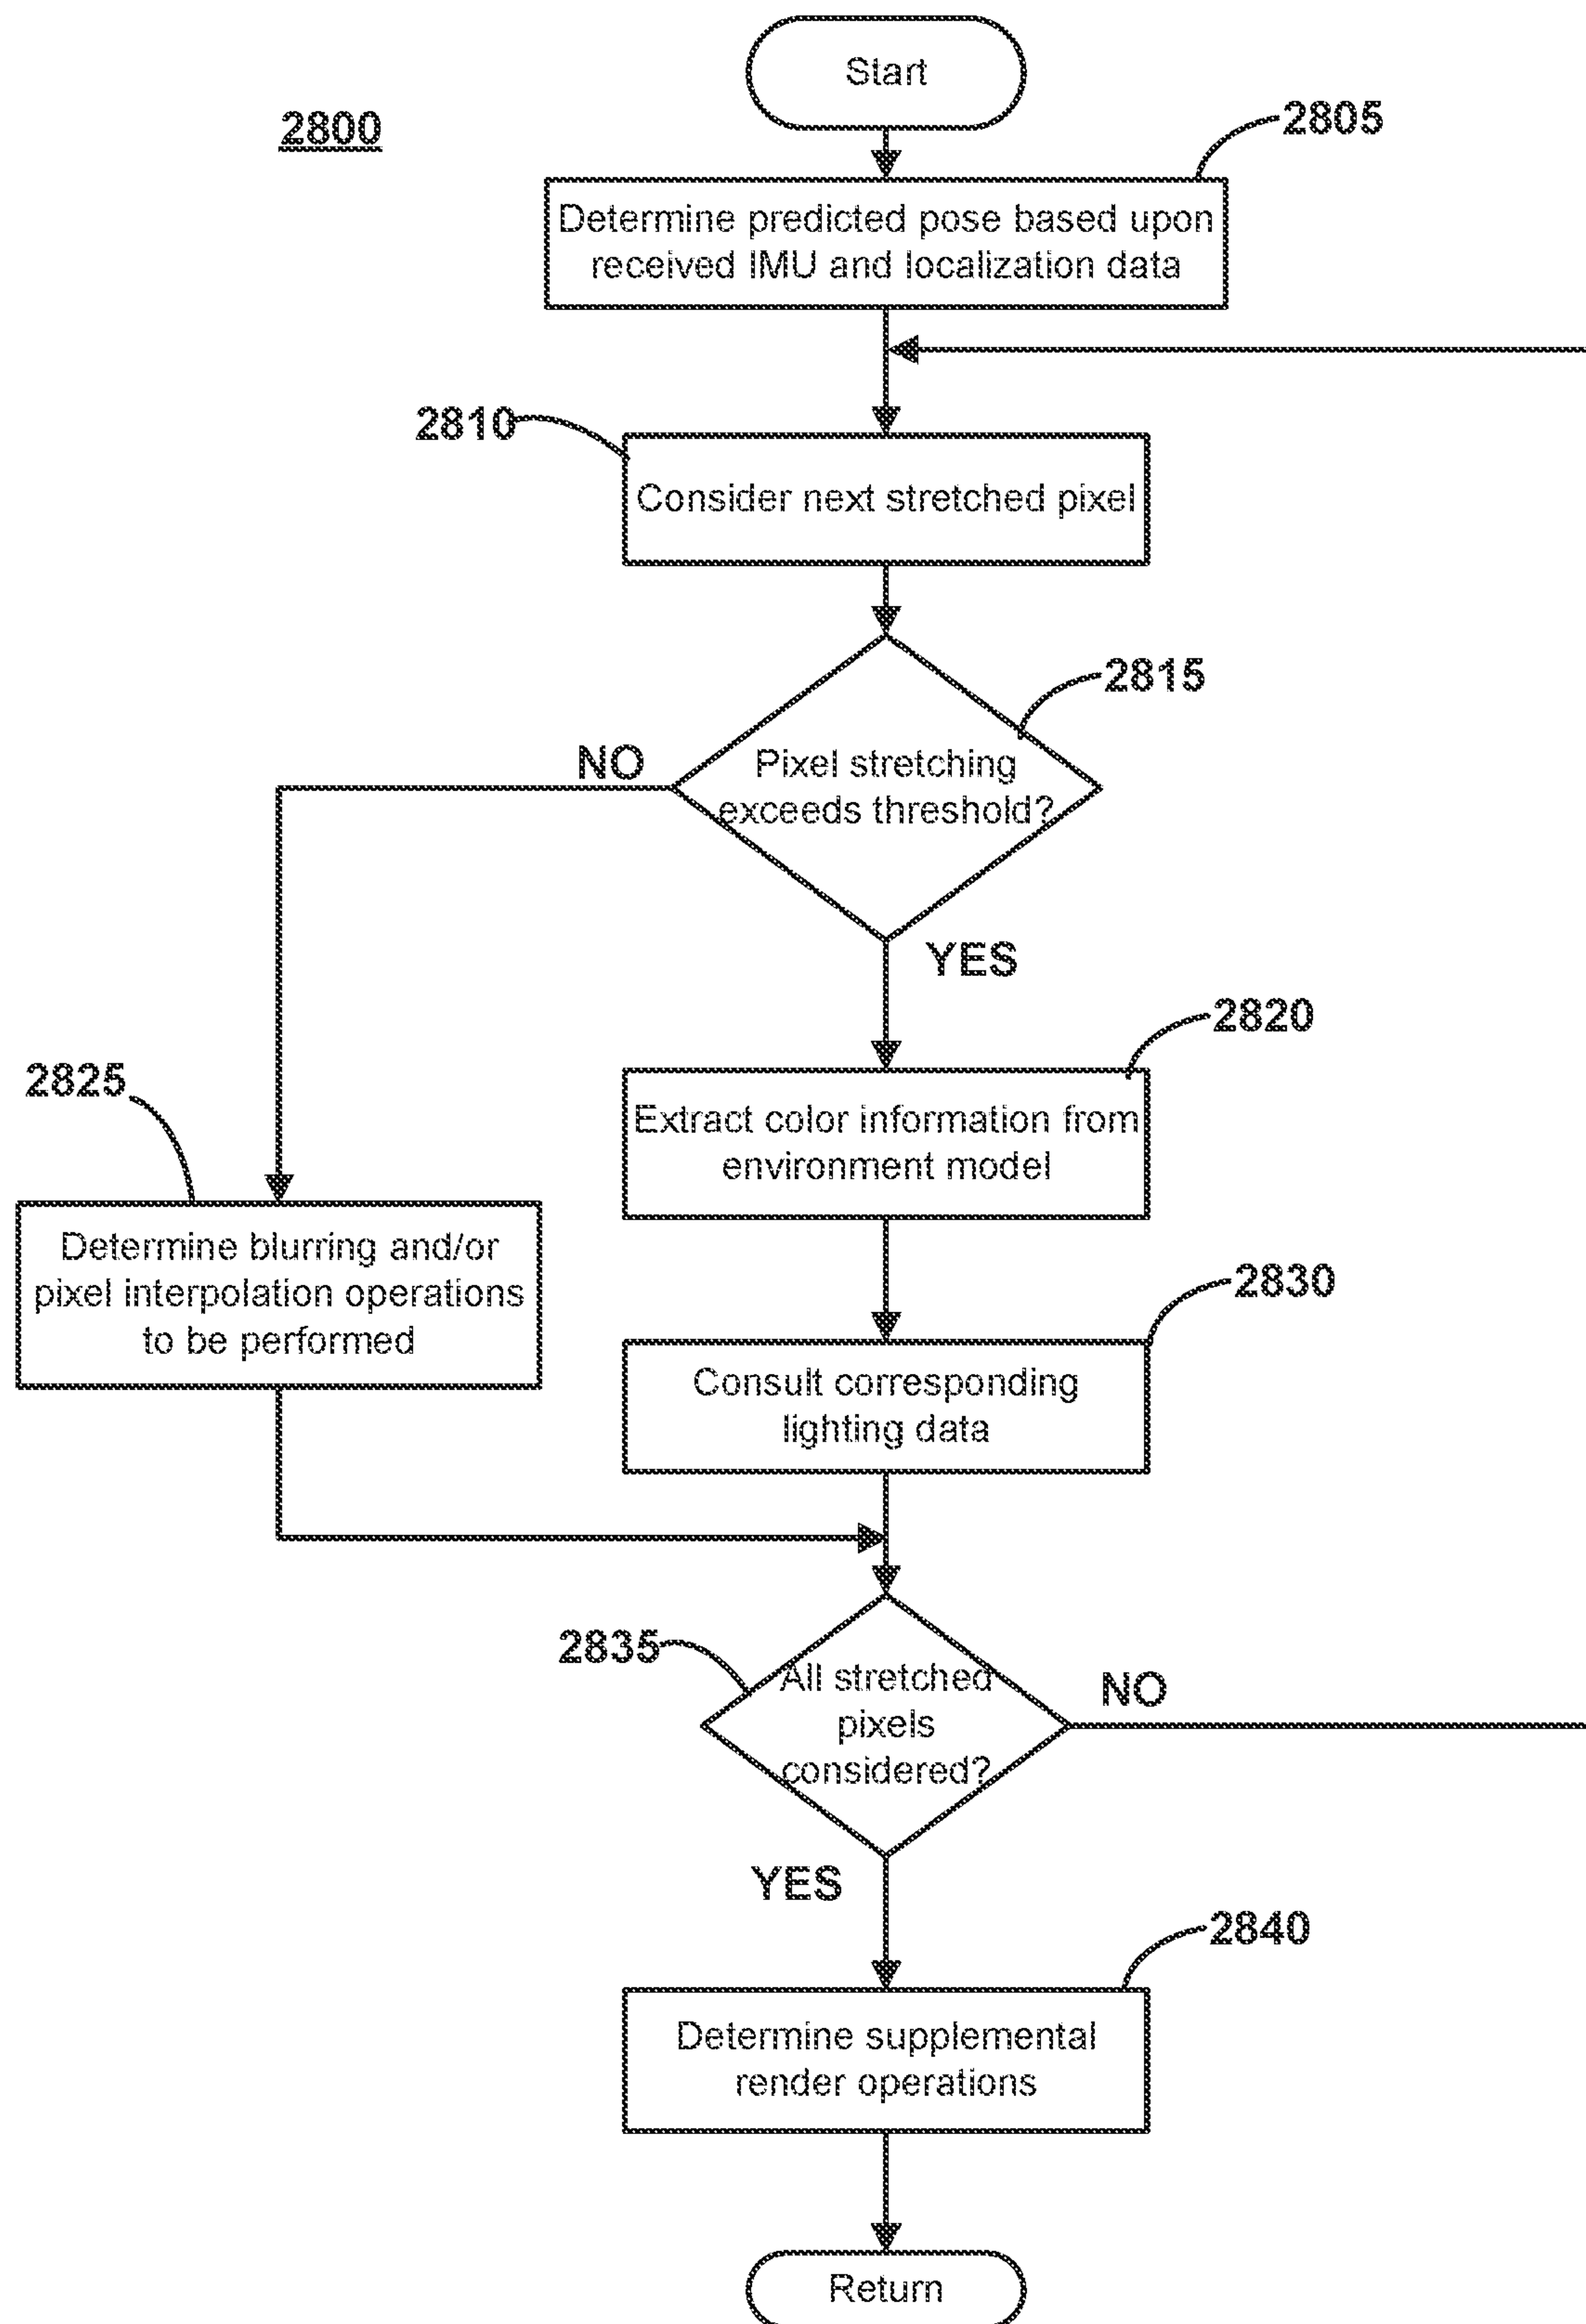 Start
2800
2805
Determine predicted pose based upon
received IMU and localization data
2810
Consider next stretched pixel
2815
NO
Pixel stretching
exceeds threshold?
YES
2820
Extract color information from
environment model
2825
Determine blurring and/or
pixel interpolation operations
to be performed
2830
Consult corresponding
lighting data
2835
All stretched
pixels
considered?
NO
YES
2840
Determine supplemental
render operations
Return